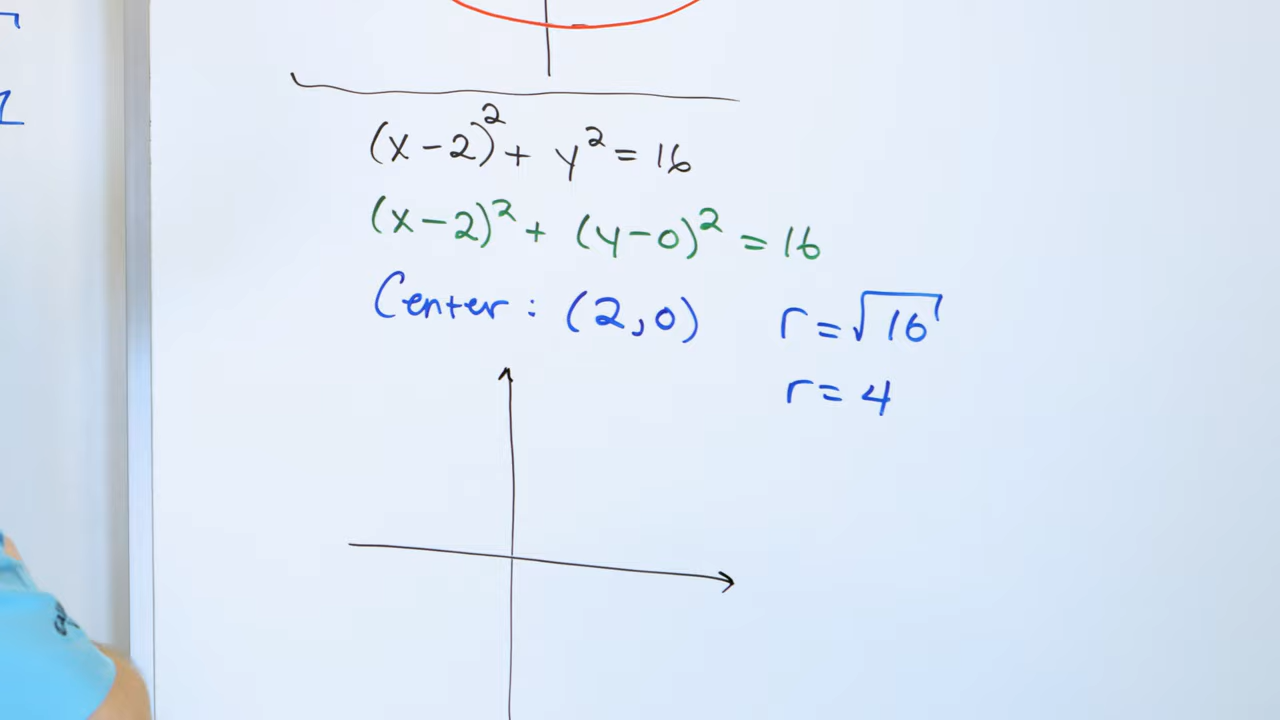 (x-2)² + y² = 16
(x-2)² + (y-0)² = 16
Center : (2,0) r = √16
r = 4